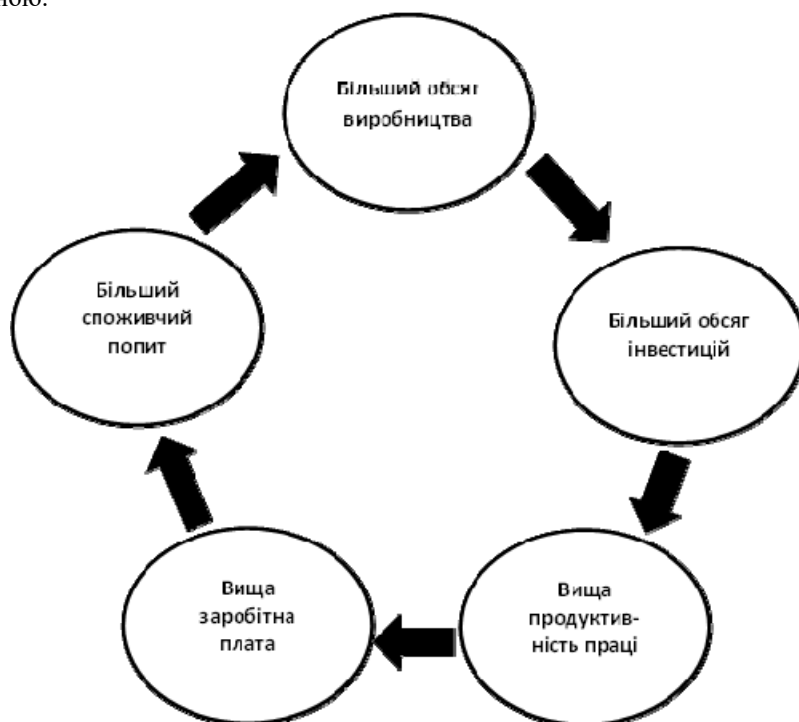 ною.
Більший обсяг
виробництва
Більший обсяг
інвестицій
Вища
продуктив-
ність праці
Вища
заробітна
плата
Більший
споживчий
попит